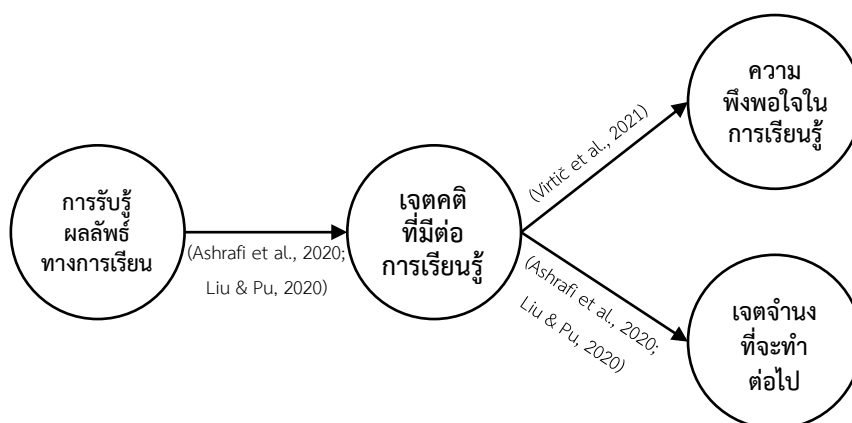 การรับรู้
ผลลัพธ์
ทางการเรียน
(Ashrafi et al., 2020;
Liu & Pu, 2020)
เจตคติ
ที่มีต่อ
การเรียนรู้
(Virtič et al., 2021)
ความ
พึงพอใจใน
การเรียนรู้
(Ashrafi et al., 2020;
Liu & Pu, 2020)
เจตจำนง
ที่จะทำ
ต่อไป